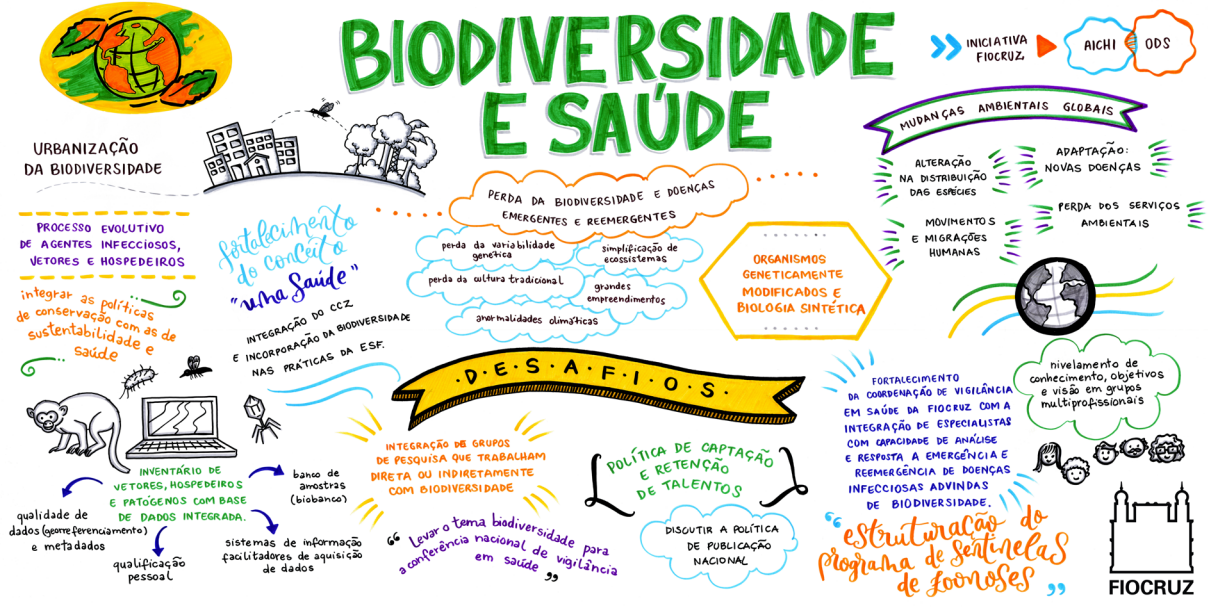 BIODIVERSIDADE
E SAÚDE
INICIATIVA
FIOCRUZ
AICHI
ODS
URBANIZAÇÃO
DA BIODIVERSIDADE
PROCESSO EVOLUTIVO
DE AGENTES INFECCIOSOS,
VETORES E HOSPEDEIROS
integrar as políticas
de conservação com as de
sustentabilidade e
saúde
fortalecimento
do conceito
"uma Saúde"
INTEGRAÇÃO DO CCZ
E INCORPORAÇÃO DA BIODIVERSIDADE
NAS PRÁTICAS DA ESF.
PERDA DA BIODIVERSIDADE E DOENÇAS
EMERGENTES E REEMERGENTES
perda da variabilidade
genética
simplificação de
ecossistemas
perda da cultura tradicional
grandes
empreendimentos
anormalidades climáticas
ORGANISMOS
GENETICAMENTE
MODIFICADOS E
BIOLOGIA SINTÉTICA
MUDANÇAS AMBIENTAIS GLOBAIS
ALTERAÇÃO
NA DISTRIBUIÇÃO
DAS ESPÉCIES
ADAPTAÇÃO:
NOVAS DOENÇAS
MOVIMENTOS
E MIGRAÇÕES
HUMANAS
PERDA DOS SERVIÇOS
AMBIENTAIS
DESAFIOS
INVENTÁRIO DE
VETORES, HOSPEDEIROS
E PATÓGENOS COM BASE
DE DADOS INTEGRADA.
banco de
amostras
(biobanco)
qualidade de
dados (georreferenciamento)
e metadados
qualificação
pessoal
sistemas de informação
facilitadores de aquisição
de dados
INTEGRAÇÃO DE GRUPOS
DE PESQUISA QUE TRABALHAM
DIRETA OU INDIRETAMENTE
COM BIODIVERSIDADE
"Levar o tema biodiversidade para
a conferência nacional de vigilância
em saúde"
POLÍTICA DE CAPTAÇÃO
E RETENÇÃO
DE TALENTOS
DISCUTIR A POLÍTICA
DE PUBLICAÇÃO
NACIONAL
FORTALECIMENTO
DA COORDENAÇÃO DE VIGILÂNCIA
EM SAÚDE DA FIOCRUZ COM A
INTEGRAÇÃO DE ESPECIALISTAS
COM CAPACIDADE DE ANÁLISE
E RESPOSTA A EMERGÊNCIA E
REEMERGÊNCIA DE DOENÇAS
INFECCIOSAS ADVINDAS
DE BIODIVERSIDADE.
nivelamento de
conhecimento, objetivos
e visão em grupos
multiprofissionais
"estruturação do
programa de Sentinelas
de zoonoses"
FIOCRUZ